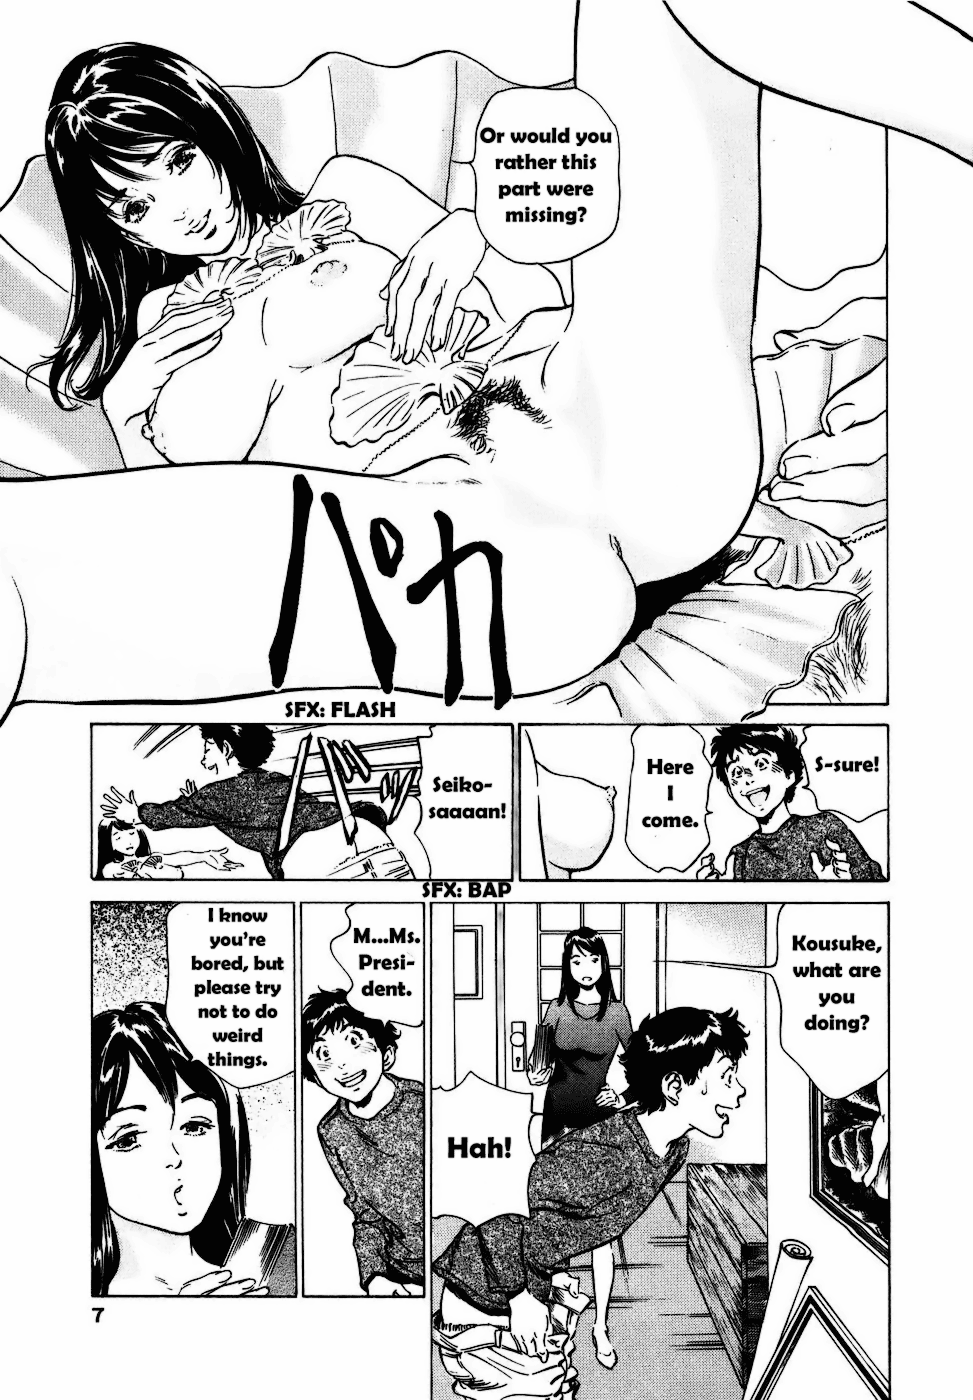 Or would you
rather this
part were
missing?
パカ
SFX: FLASH
S-sure!
Here
I
come.
Seiko-
saaaan!
バッ
SFX: BAP
Kousuke,
what are
you
doing?
Hah!
M...Ms.
Presi-
dent.
I know
you're
bored, but
please try
not to do
weird
things.
7